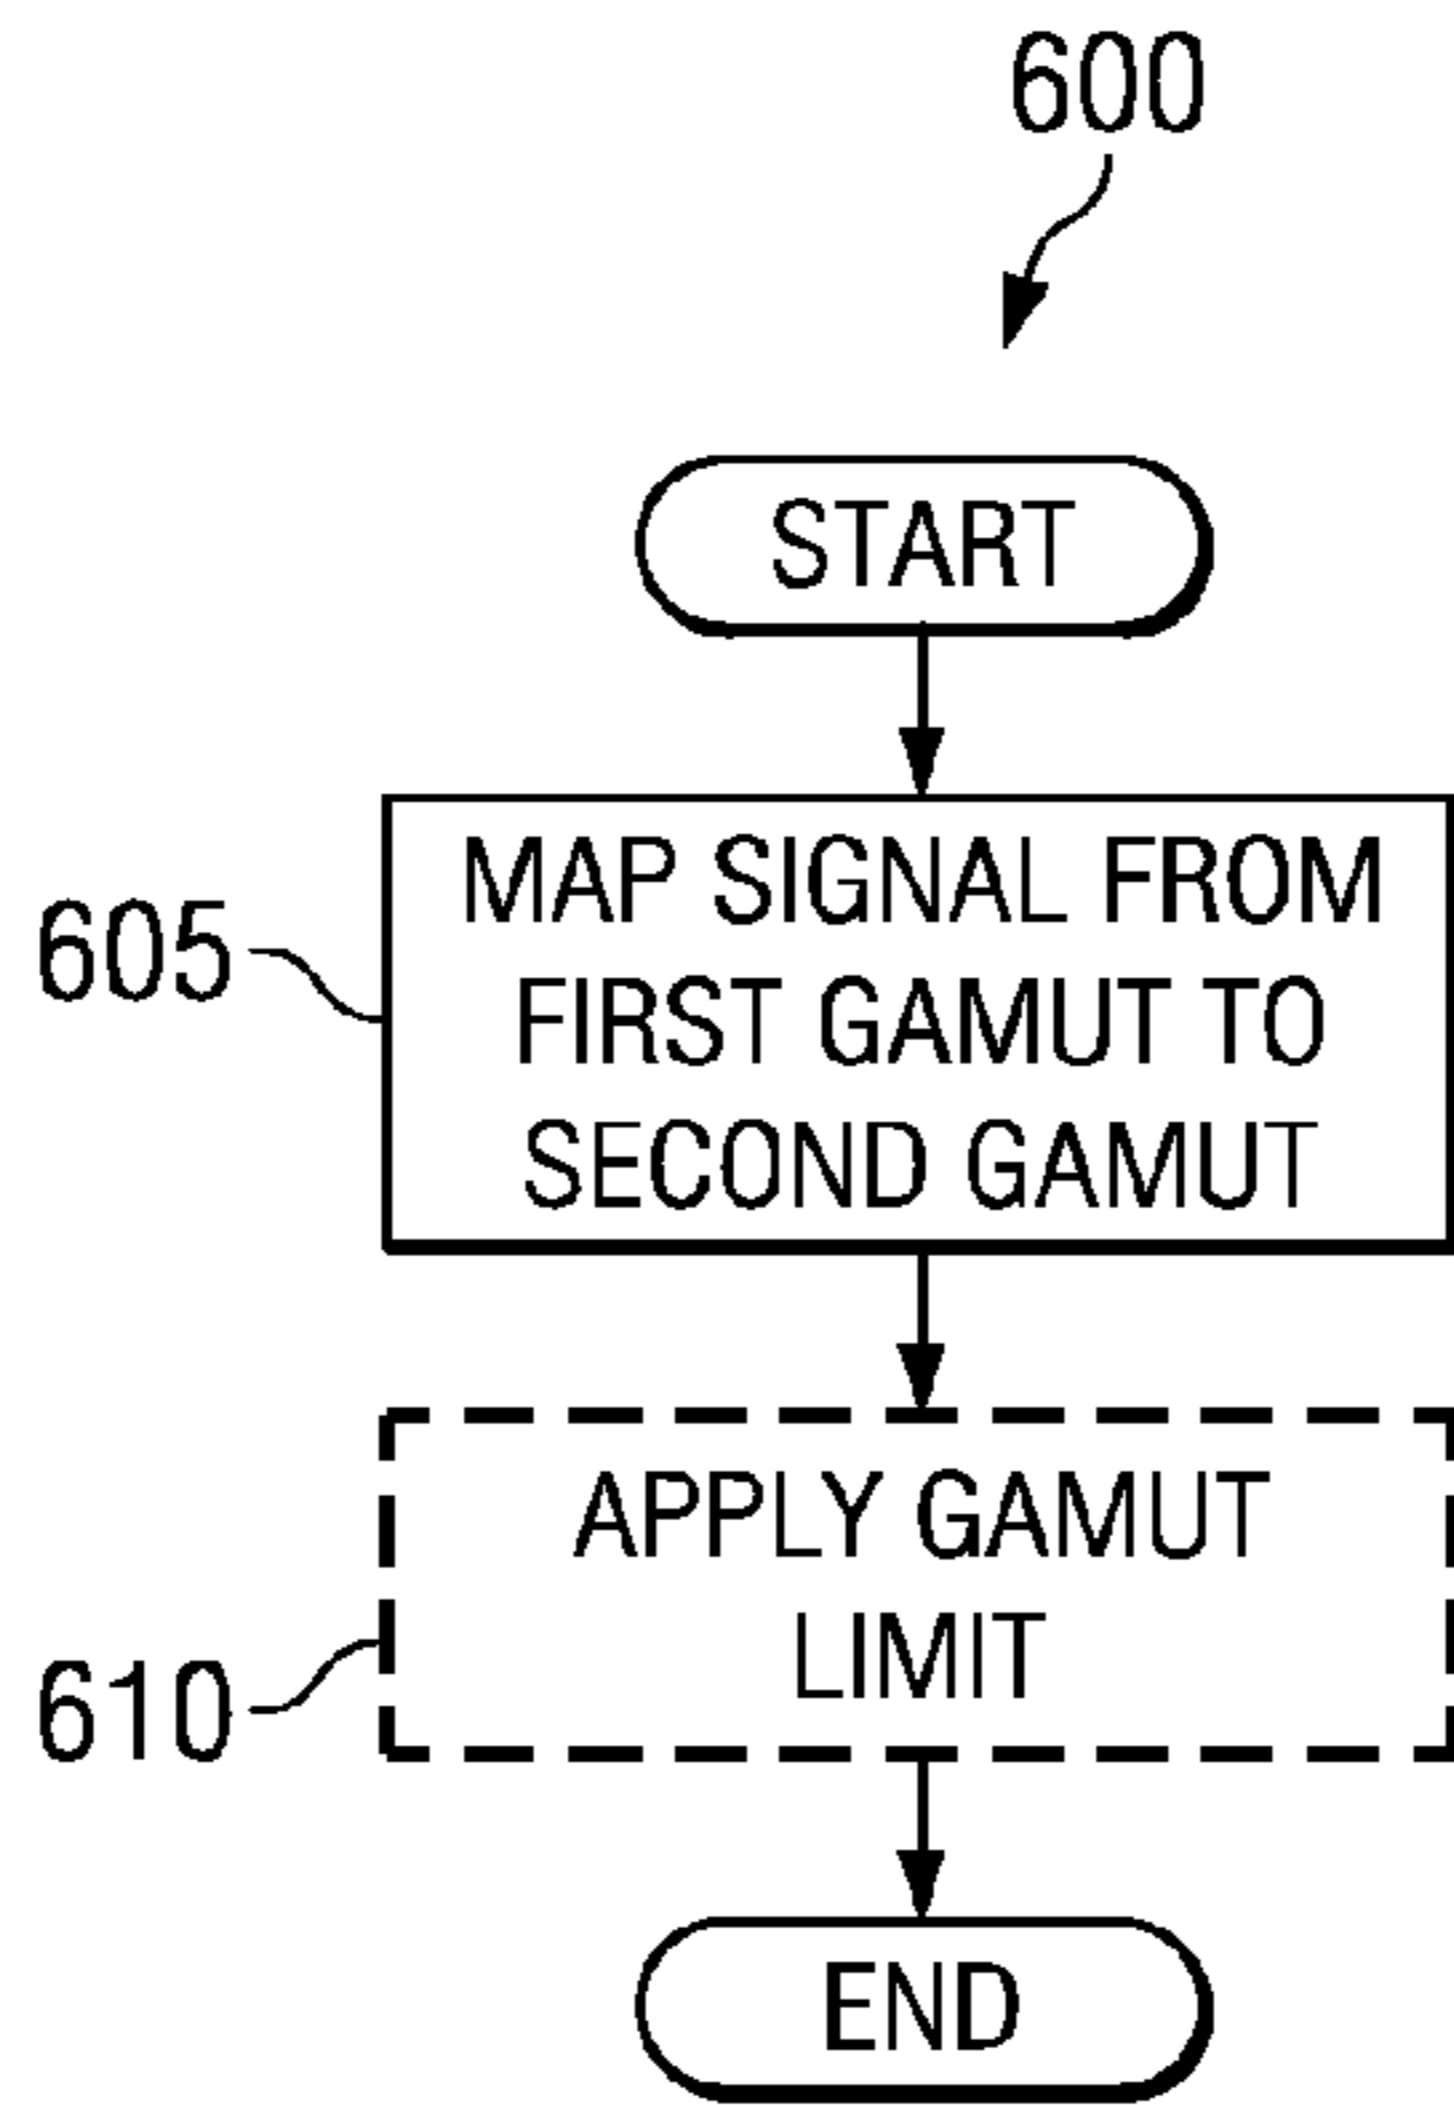 600
START
605
MAP SIGNAL FROM
FIRST GAMUT TO
SECOND GAMUT
610
APPLY GAMUT
LIMIT
END